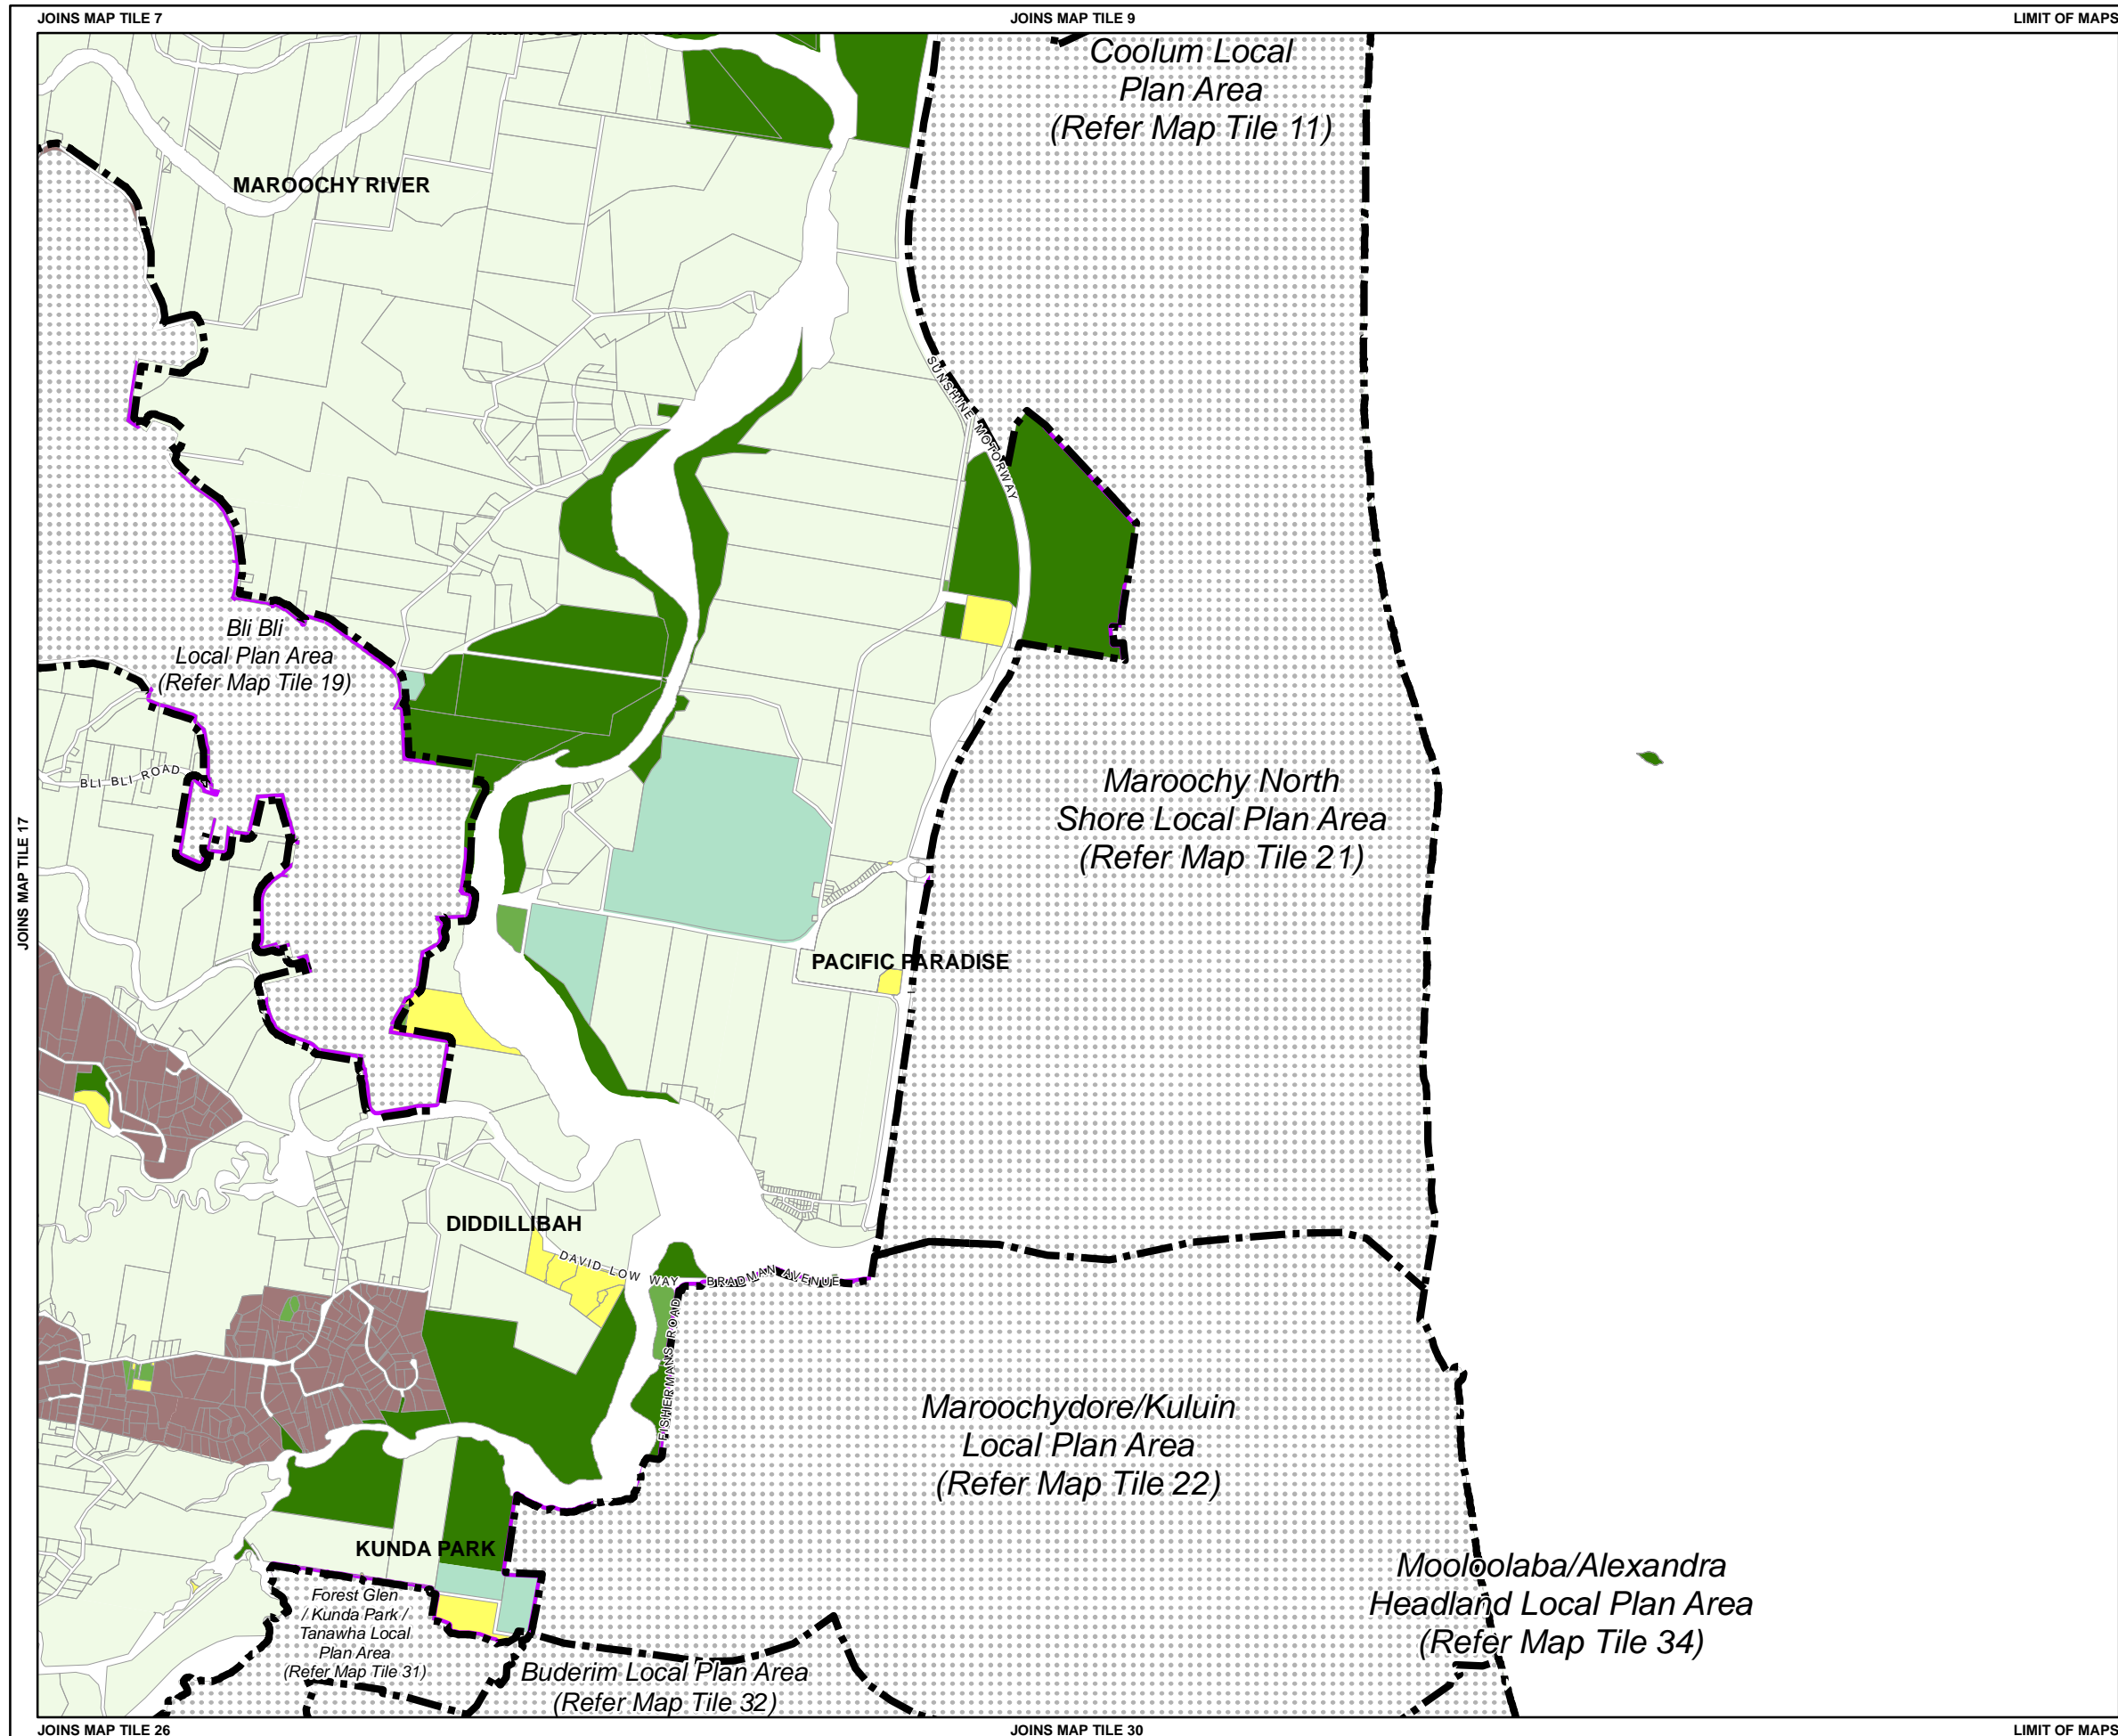 JOINS MAP TILE 7
JOINS MAP TILE 9
LIMIT OF MAPS
Coolum Local
Plan Area
(Refer Map Tile 11)
MAROOCHY RIVER
SUNSHINE MOTORWAY
Bli Bli
Local Plan Area
(Refer Map Tile 19)
BLI BLI ROAD
Maroochy North
Shore Local Plan Area
(Refer Map Tile 21)
JOINS MAP TILE 17
PACIFIC PARADISE
DIDDILLIBAH
DAVID LOW WAY
BRADMAN AVENUE
FISHERMANS ROAD
Maroochydore/Kuluin
Local Plan Area
(Refer Map Tile 22)
KUNDA PARK
Forest Glen
/ Kunda Park /
Tanawha Local
Plan Area
(Refer Map Tile 31)
Mooloolaba/Alexandra
Headland Local Plan Area
(Refer Map Tile 34)
Buderim Local Plan Area
(Refer Map Tile 32)
JOINS MAP TILE 26
JOINS MAP TILE 30
LIMIT OF MAPS